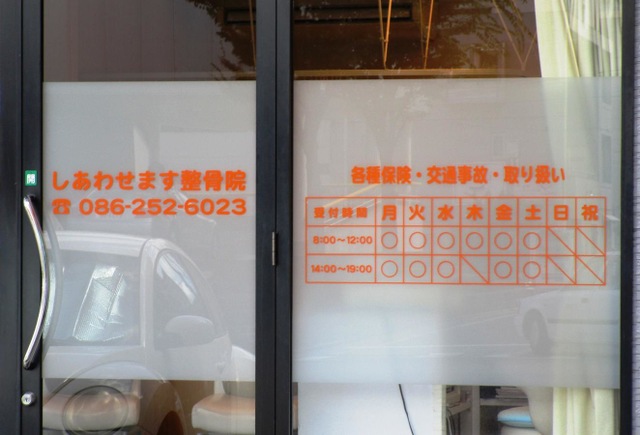 開
しあわせます整骨院
☎ 086-252-6023
各種保険・交通事故・取り扱い
受付時間 月 火 水 木 金 土 日 祝
8:00〜12:00 ○ ○ ○ ○ ○ ○ ╲ ╲
14:00〜19:00 ○ ○ ○ ╲ ○ ○ ╲ ╲